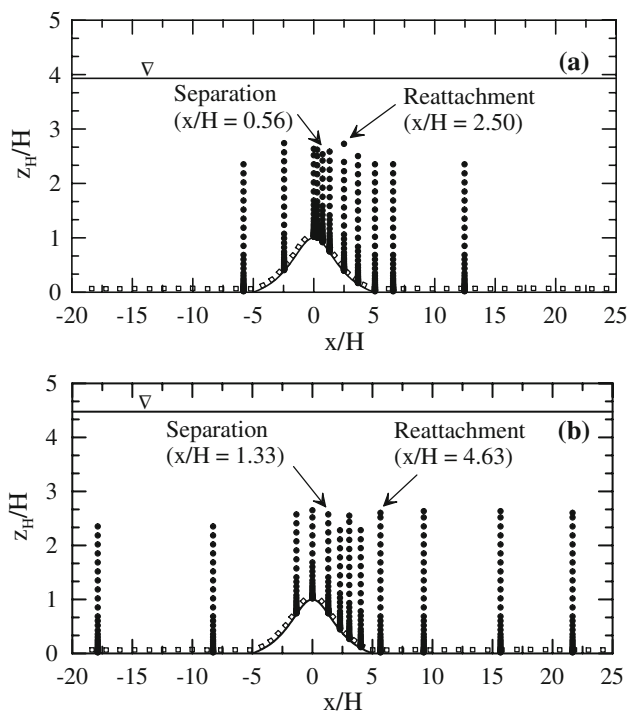 5
4
3
2
1
0
z_H/H
∇
(a)
Separation
(x/H = 0.56)
Reattachment
(x/H = 2.50)
-20 -15 -10 -5 0 5 10 15 20 25
x/H
5
4
3
2
1
0
z_H/H
∇
(b)
Separation
(x/H = 1.33)
Reattachment
(x/H = 4.63)
-20 -15 -10 -5 0 5 10 15 20 25
x/H